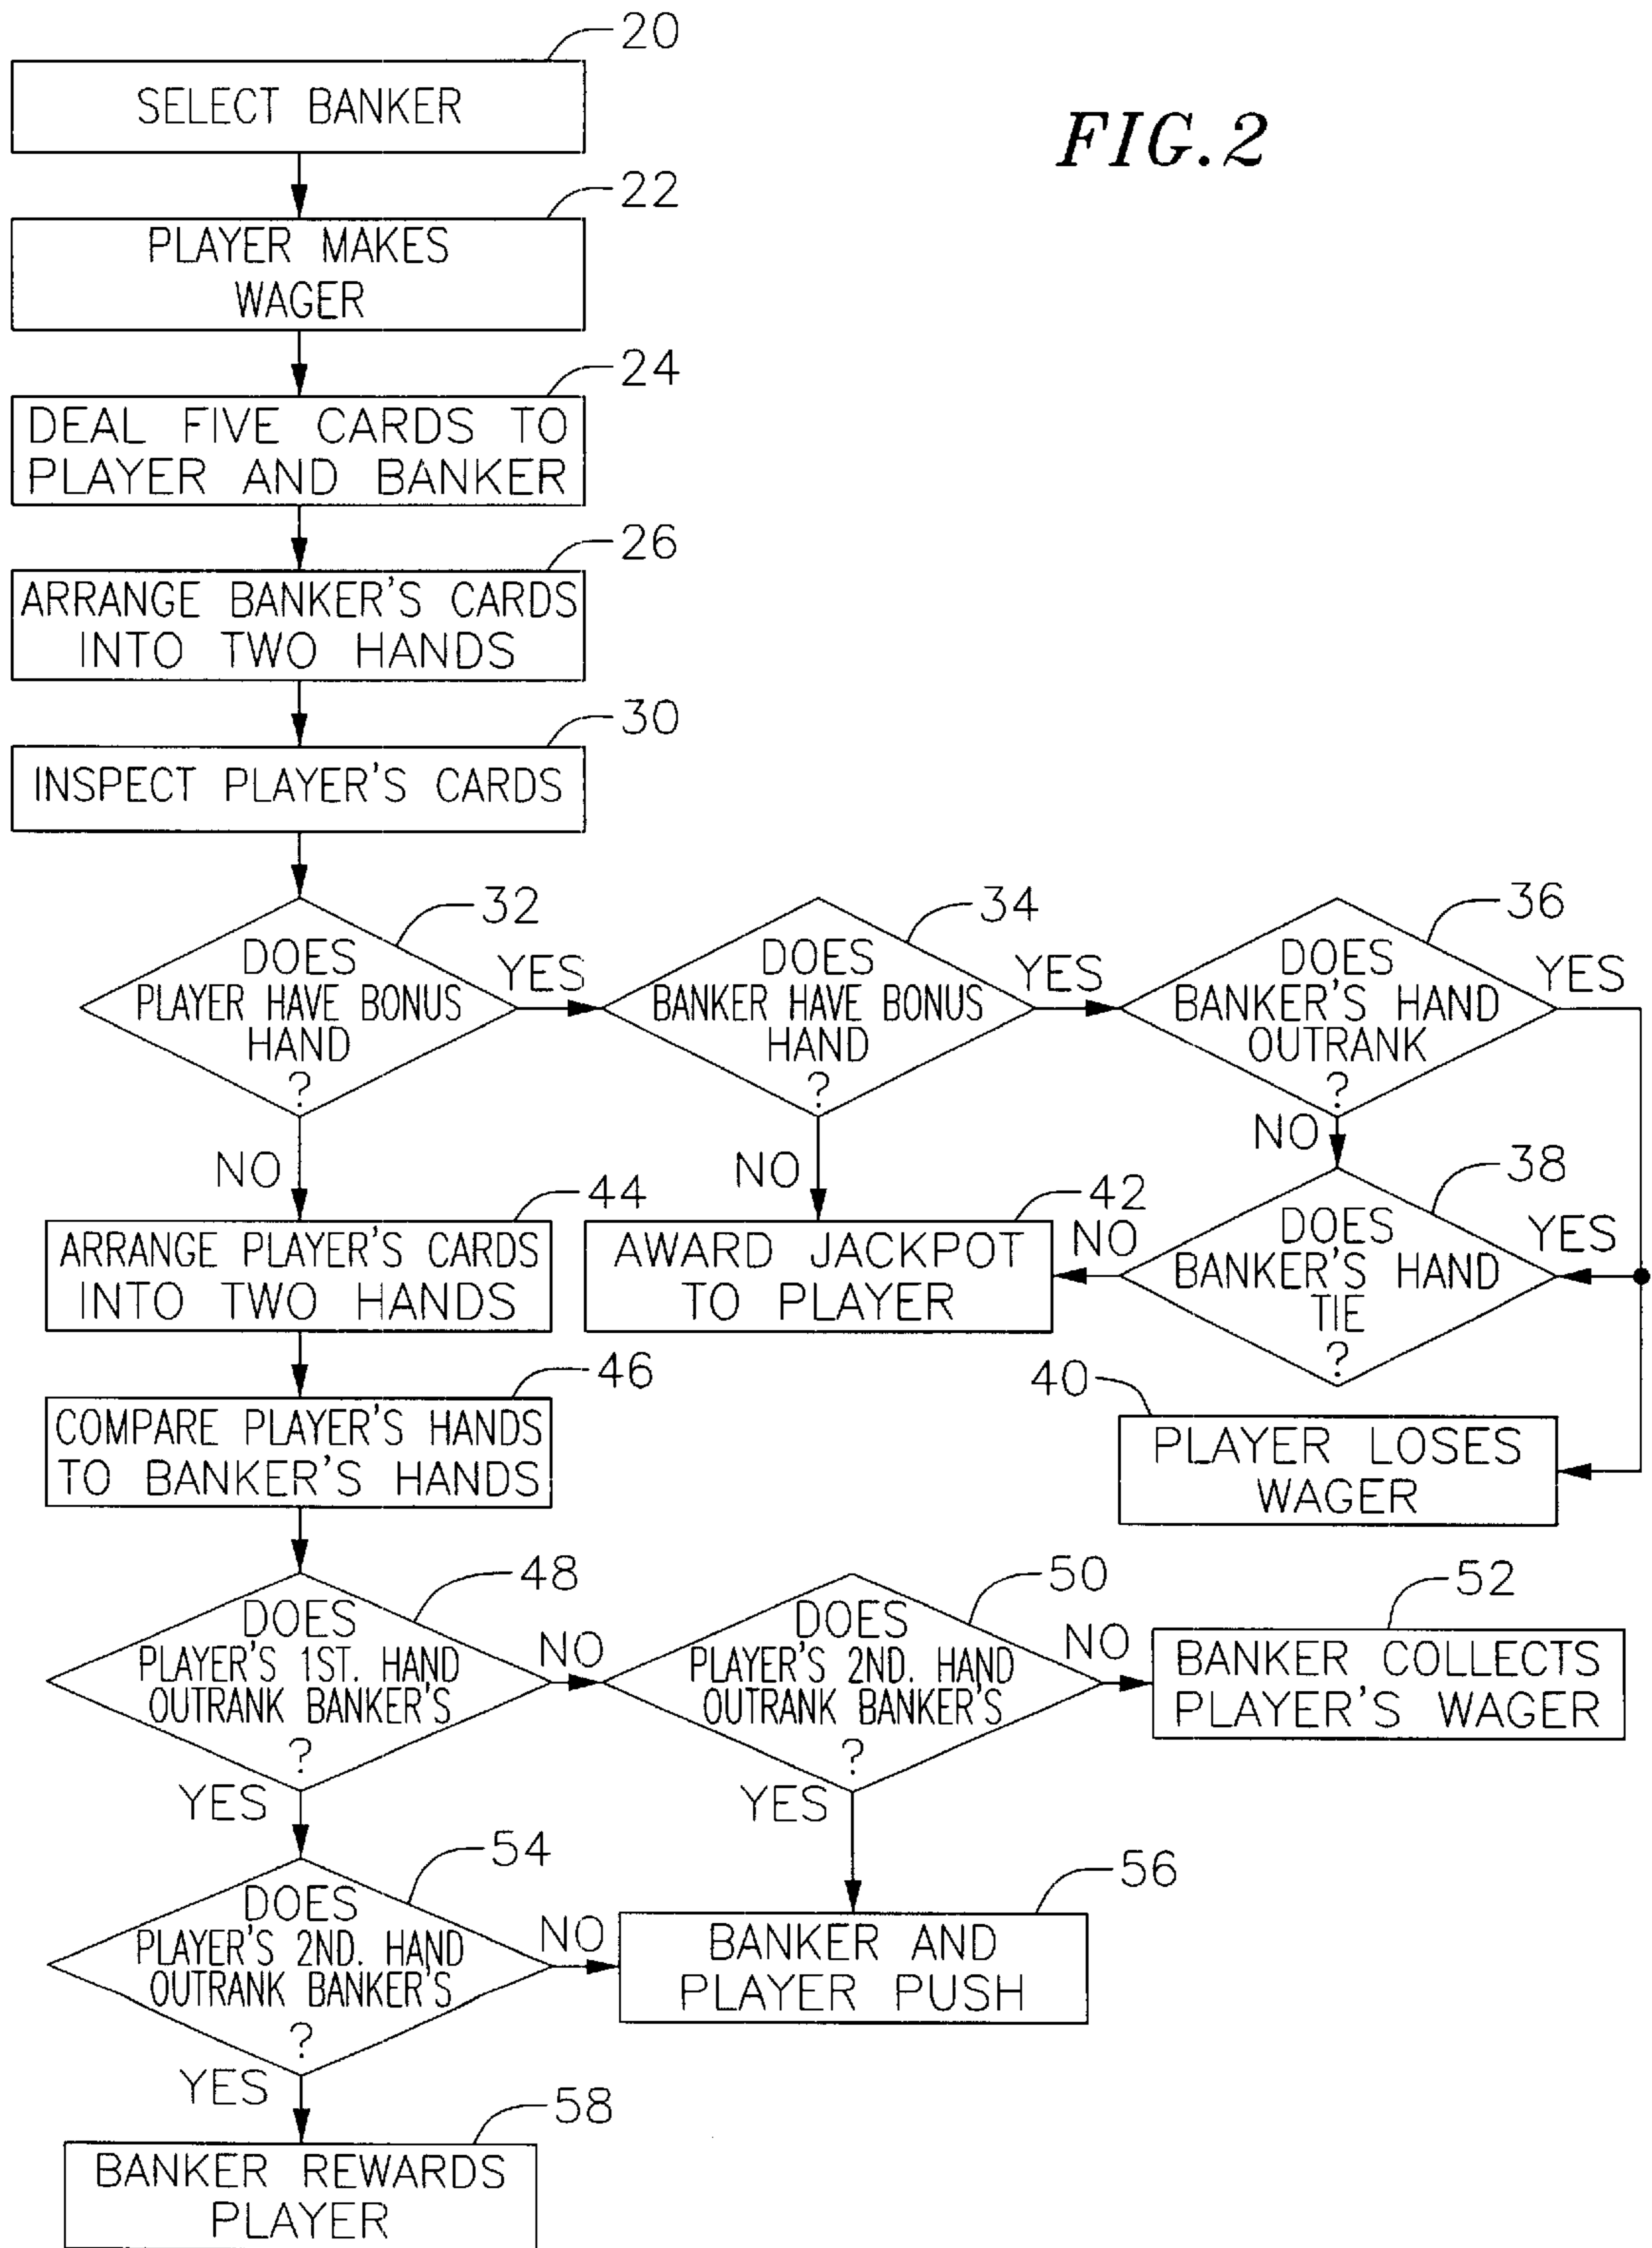 20
SELECT BANKER
FIG.2
22
PLAYER MAKES
WAGER
24
DEAL FIVE CARDS TO
PLAYER AND BANKER
26
ARRANGE BANKER'S CARDS
INTO TWO HANDS
30
INSPECT PLAYER'S CARDS
32
DOES
PLAYER HAVE BONUS
HAND
?
YES
NO
34
DOES
BANKER HAVE BONUS
HAND
?
YES
NO
36
DOES
BANKER'S HAND
OUTRANK
?
YES
NO
38
DOES
BANKER'S HAND
TIE
?
YES
NO
44
ARRANGE PLAYER'S CARDS
INTO TWO HANDS
42
AWARD JACKPOT
TO PLAYER
40
PLAYER LOSES
WAGER
46
COMPARE PLAYER'S HANDS
TO BANKER'S HANDS
48
DOES
PLAYER'S 1ST. HAND
OUTRANK BANKER'S
?
NO
YES
50
DOES
PLAYER'S 2ND. HAND
OUTRANK BANKER'S
?
NO
YES
52
BANKER COLLECTS
PLAYER'S WAGER
54
DOES
PLAYER'S 2ND. HAND
OUTRANK BANKER'S
?
NO
YES
56
BANKER AND
PLAYER PUSH
58
BANKER REWARDS
PLAYER